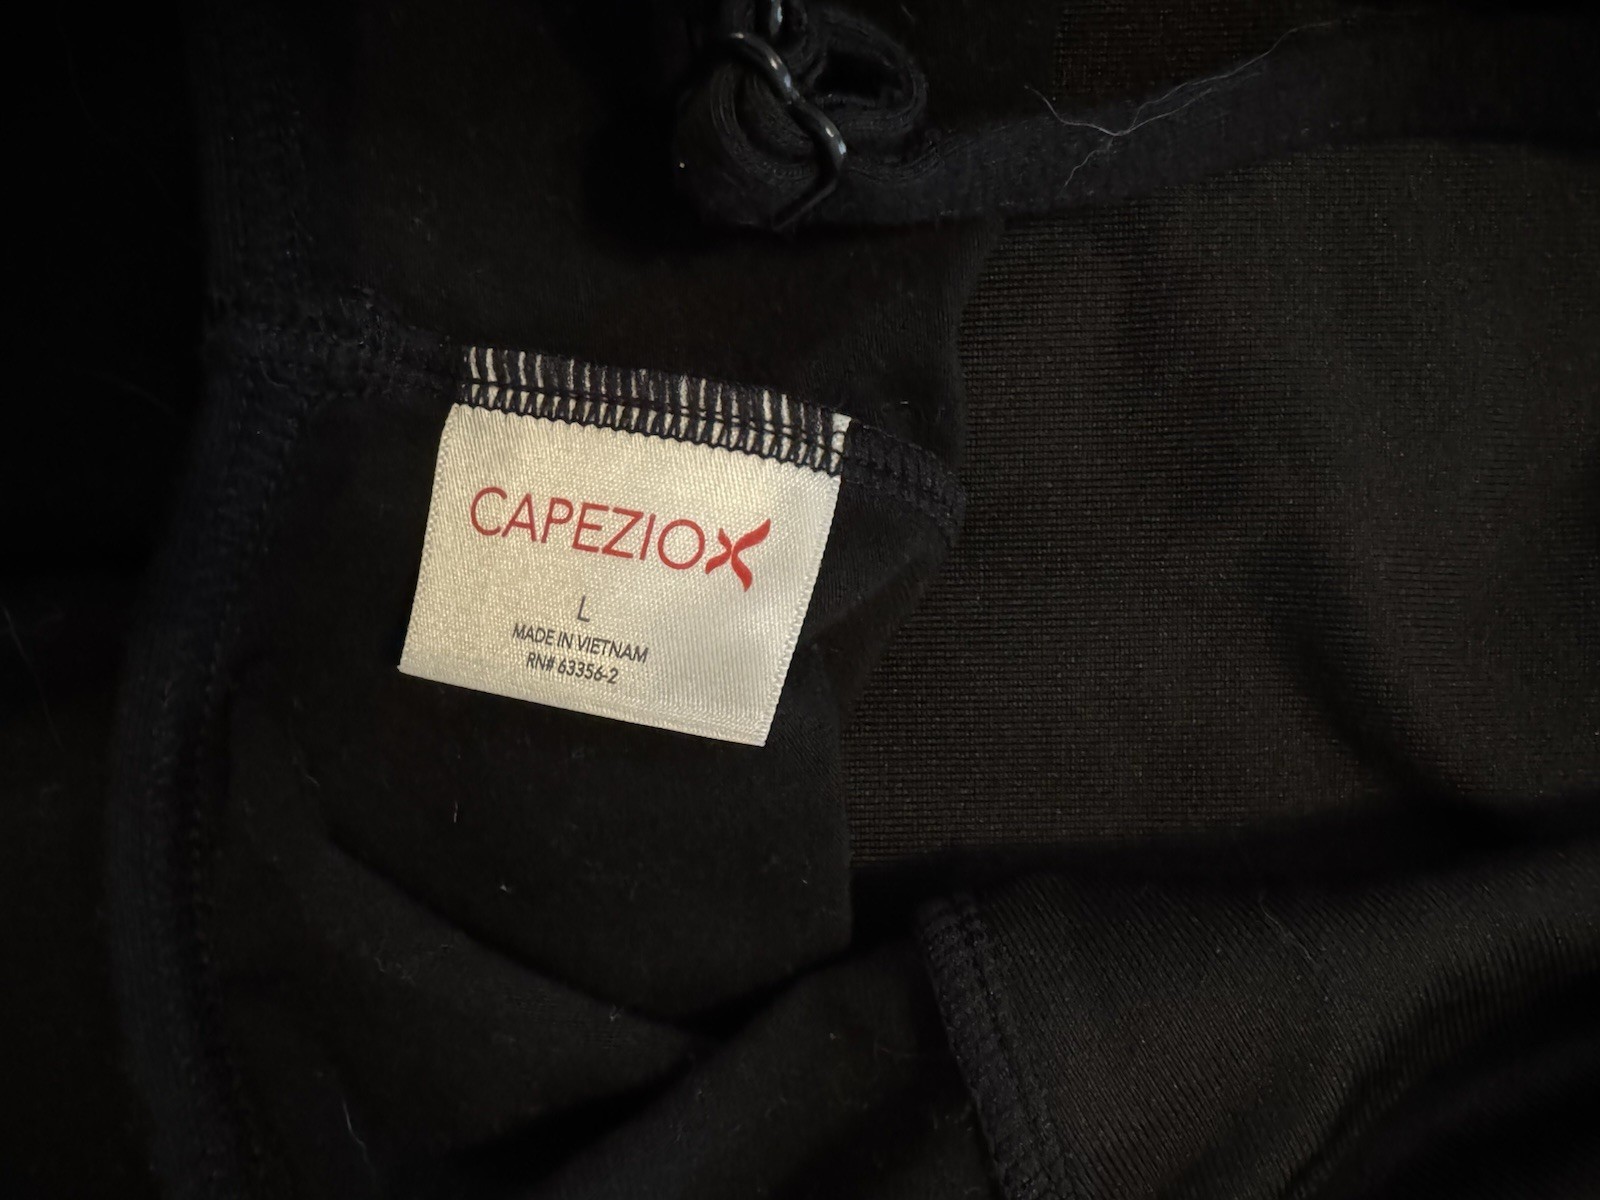 CAPEZIO
L
MADE IN VIETNAM
RN# 63356-2